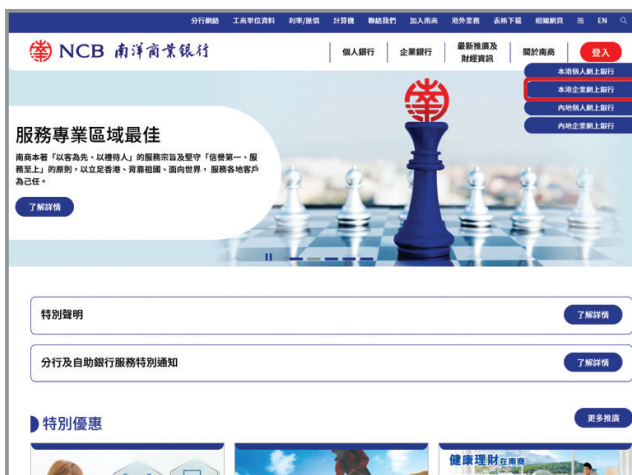 分行網絡 工商單位資料 利率/匯價 計算機 聯絡我們 加入南商 港外業務 表格下載 相關網頁 简 EN
NCB 南洋商業銀行
個人銀行 企業銀行 最新推廣及 關於南商 登入
財經資訊
本港個人網上銀行
本港企業網上銀行
內地個人網上銀行
內地企業網上銀行
服務專業區域最佳
南商本著「以客為先、以禮待人」的服務宗旨及堅守「信譽第一、服
務至上」的原則，以立足香港、背靠祖國、面向世界， 服務各地客戶
為己任。
了解詳情
特別聲明 了解詳情
分行及自助銀行服務特別通知 了解詳情
特別優惠 更多推廣
健康理財在南商